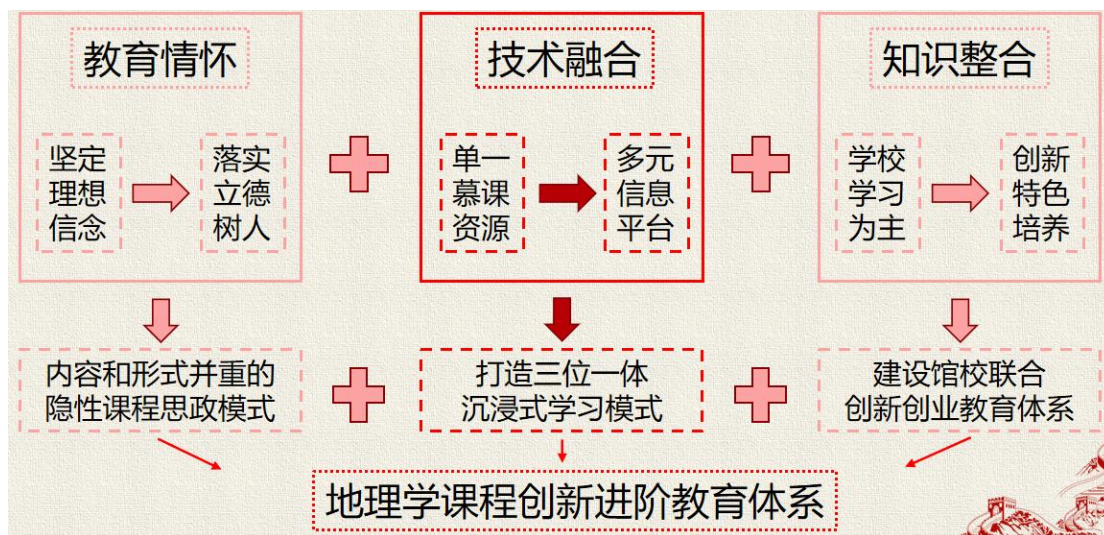 教育情怀
坚定
理想
信念
落实
立德
树人
技术融合
单一
慕课
资源
多元
信息
平台
知识整合
学校
学习
为主
创新
特色
培养
内容和形式并重的
隐性课程思政模式
打造三位一体
沉浸式学习模式
建设馆校联合
创新创业教育体系
地理学课程创新进阶教育体系